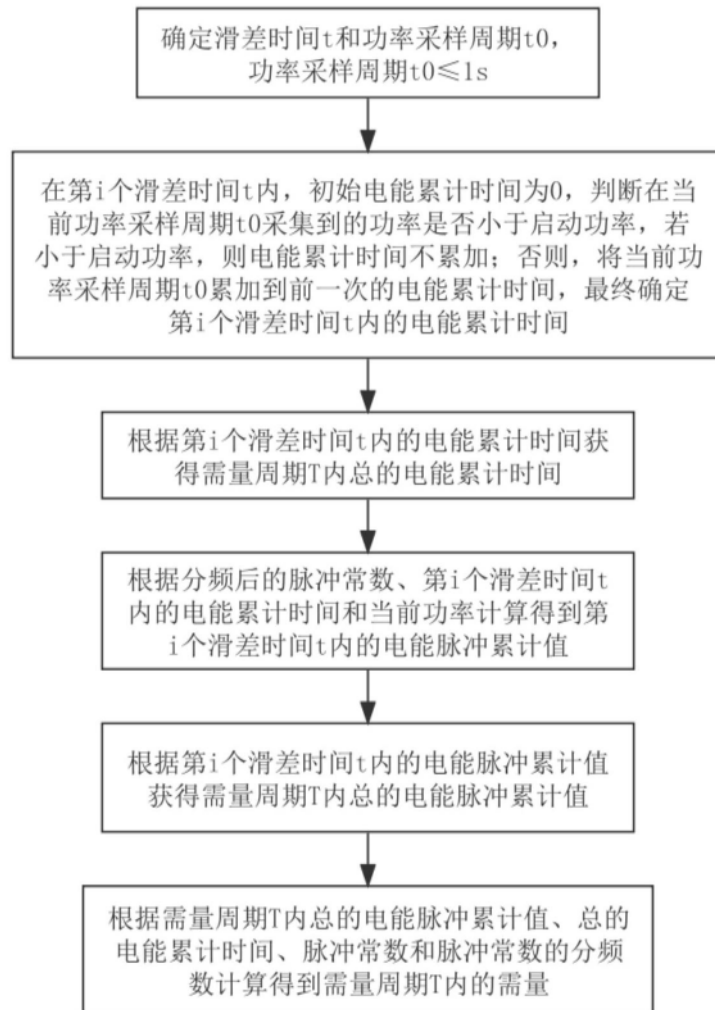 确定滑差时间t和功率采样周期t0，
功率采样周期t0≤1s
在第i个滑差时间t内，初始电能累计时间为0，判断在当
前功率采样周期t0采集到的功率是否小于启动功率，若
小于启动功率，则电能累计时间不累加；否则，将当前功
率采样周期t0累加到前一次的电能累计时间，最终确定
第i个滑差时间t内的电能累计时间
根据第i个滑差时间t内的电能累计时间获
得需量周期T内总的电能累计时间
根据分频后的脉冲常数、第i个滑差时间t
内的电能累计时间和当前功率计算得到第
i个滑差时间t内的电能脉冲累计值
根据第i个滑差时间t内的电能脉冲累计值
获得需量周期T内总的电能脉冲累计值
根据需量周期T内总的电能脉冲累计值、总的
电能累计时间、脉冲常数和脉冲常数的分频
数计算得到需量周期T内的需量